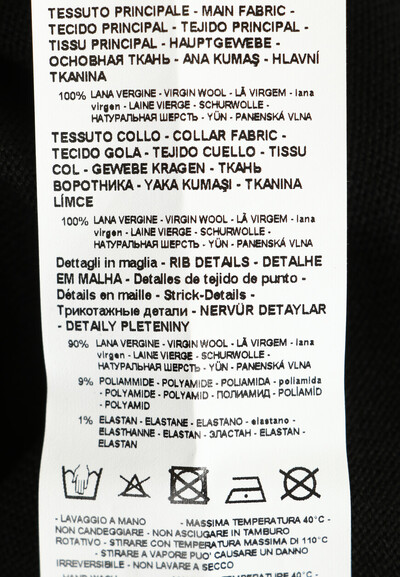 TESSUTO PRINCIPALE - MAIN FABRIC -
TECIDO PRINCIPAL - TEJIDO PRINCIPAL -
TISSU PRINCIPAL - HAUPTGEWEBE -
ОСНОВНАЯ ТКАНЬ - ANA KUMAŞ - HLAVNÍ
TKANINA
100% LANA VERGINE - VIRGIN WOOL - LÃ VIRGEM - lana
virgen - LAINE VIERGE - SCHURWOLLE -
НАТУРАЛЬНАЯ ШЕРСТЬ - YÜN - PANENSKÁ VLNA
TESSUTO COLLO - COLLAR FABRIC -
TECIDO GOLA - TEJIDO CUELLO - TISSU
COL - GEWEBE KRAGEN - ТКАНЬ
ВОРОТНИКА - YAKA KUMAŞI - TKANINA
LÍMCE
100% LANA VERGINE - VIRGIN WOOL - LÃ VIRGEM - lana
virgen - LAINE VIERGE - SCHURWOLLE -
НАТУРАЛЬНАЯ ШЕРСТЬ - YÜN - PANENSKÁ VLNA
Dettagli in maglia - RIB DETAILS - DETALHE
EM MALHA - Detalles de tejido de punto -
Détails en maille - Strick-Details -
Трикотажные детали - NERVÜR DETAYLAR
- DETAILY PLETENINY
90% LANA VERGINE - VIRGIN WOOL - LÃ VIRGEM - lana
virgen - LAINE VIERGE - SCHURWOLLE -
НАТУРАЛЬНАЯ ШЕРСТЬ - YÜN - PANENSKÁ VLNA
9% POLIAMMIDE - POLYAMIDE - POLIAMIDA - poliamida
- POLYAMIDE - POLYAMID - ПОЛИАМИД - POLİAMİD
- POLYAMID
1% ELASTAN - ELASTANE - ELASTANO - elastano -
ELASTHANNE - ELASTAN - ЭЛАСТАН - ELASTAN -
ELASTAN
- LAVAGGIO A MANO - MASSIMA TEMPERATURA 40°C -
NON CANDEGGIARE - NON ASCIUGARE IN TAMBURO
ROTATIVO - STIRARE CON TEMPERATURA MASSIMA DI 110°C
- STIRARE A VAPORE PUO' CAUSARE UN DANNO
IRREVERSIBILE - NON LAVARE A SECCO